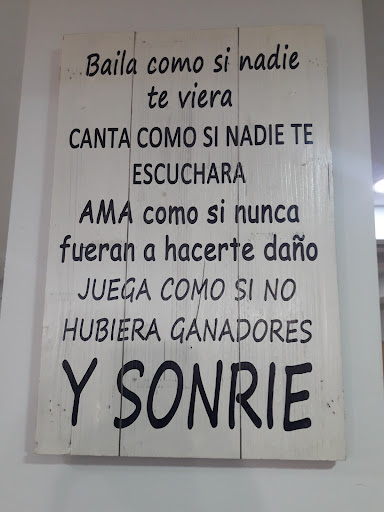 Baila como si nadie
te viera
CANTA COMO SI NADIE TE
ESCUCHARA
AMA como si nunca
fueran a hacerte daño
JUEGA COMO SI NO
HUBIERA GANADORES
Y SONRIE